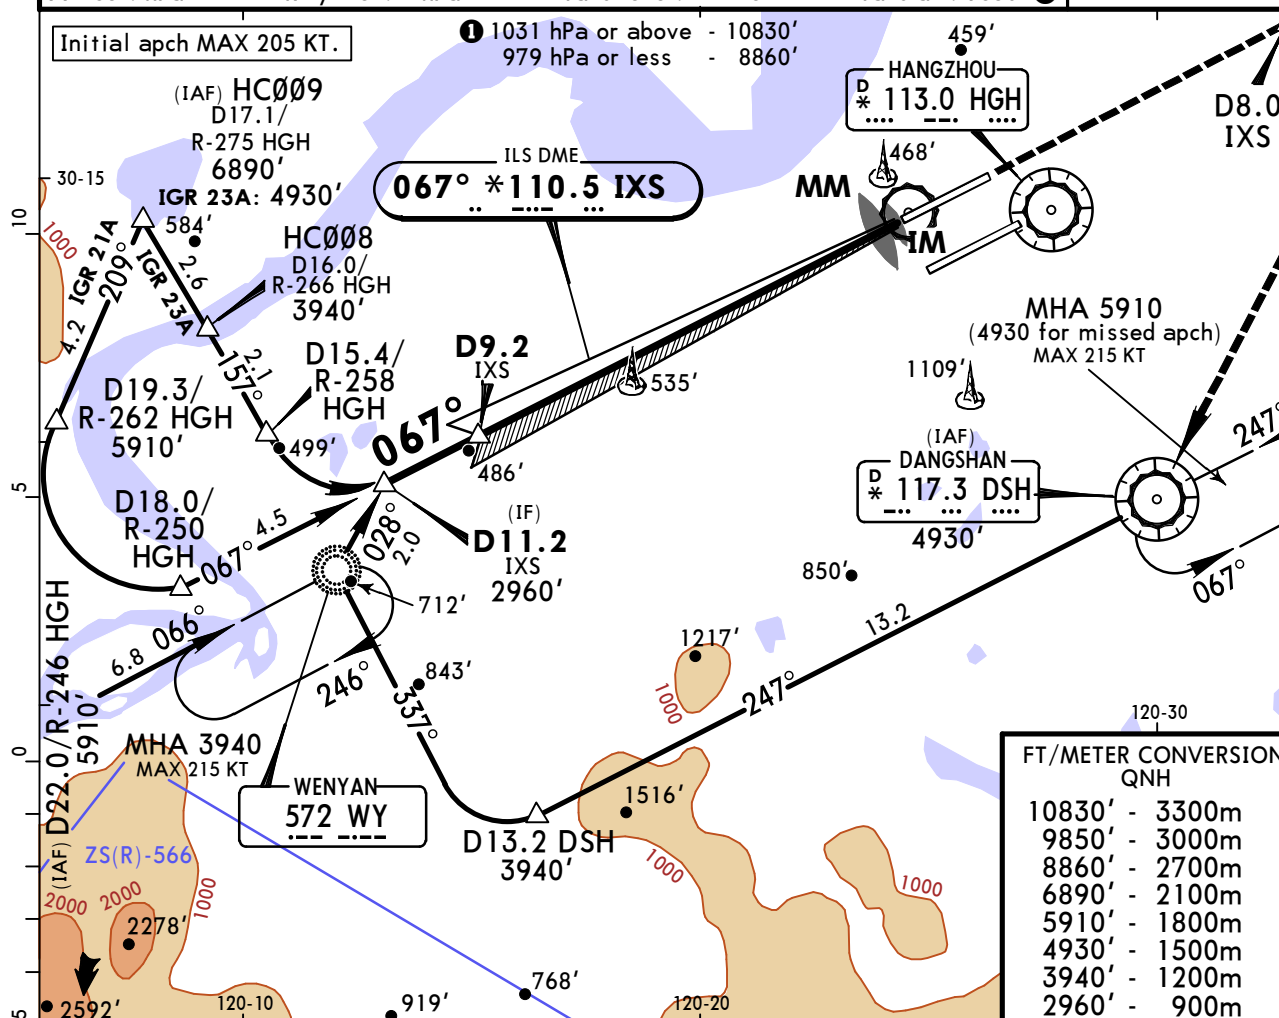 Initial apch MAX 205 KT.
❶ 1031 hPa or above - 10830'
979 hPa or less - 8860'
459'
HANGZHOU
D
* 113.0 HGH
D8.0
IXS
(IAF) HCØØ9
D17.1/
R-275 HGH
6890'
IGR 23A: 4930'
584'
30-15
10
1000
ILS DME
067° *110.5 IXS
468'
MM
IM
IGR 21A
209°
4.2
IGR 23A
2.6
HCØØ8
D16.0/
R-266 HGH
3940'
2.1
157°
D15.4/
R-258
HGH
D9.2
IXS
535'
MHA 5910
(4930 for missed apch)
MAX 215 KT
1109'
D19.3/
R-262 HGH
5910'
067°
499'
486'
247°
(IAF)
DANGSHAN
D
* 117.3 DSH
4930'
5
D18.0/
R-250
HGH
067°
4.5
028°
2.0
(IF)
D11.2
IXS
2960'
712'
850'
067°
(IAF) D22.0/R-246 HGH
5910'
6.8
066°
246°
843'
337°
13.2
1217'
1000
247°
120-30
0
MHA 3940
MAX 215 KT
WENYAN
572 WY
1516'
D13.2 DSH
3940'
1000
1000
ZS(R)-566
2000
2000
1000
2278'
2592'
120-10
919'
768'
120-20
5
FT/METER CONVERSION
QNH
10830' - 3300m
9850' - 3000m
8860' - 2700m
6890' - 2100m
5910' - 1800m
4930' - 1500m
3940' - 1200m
2960' - 900m